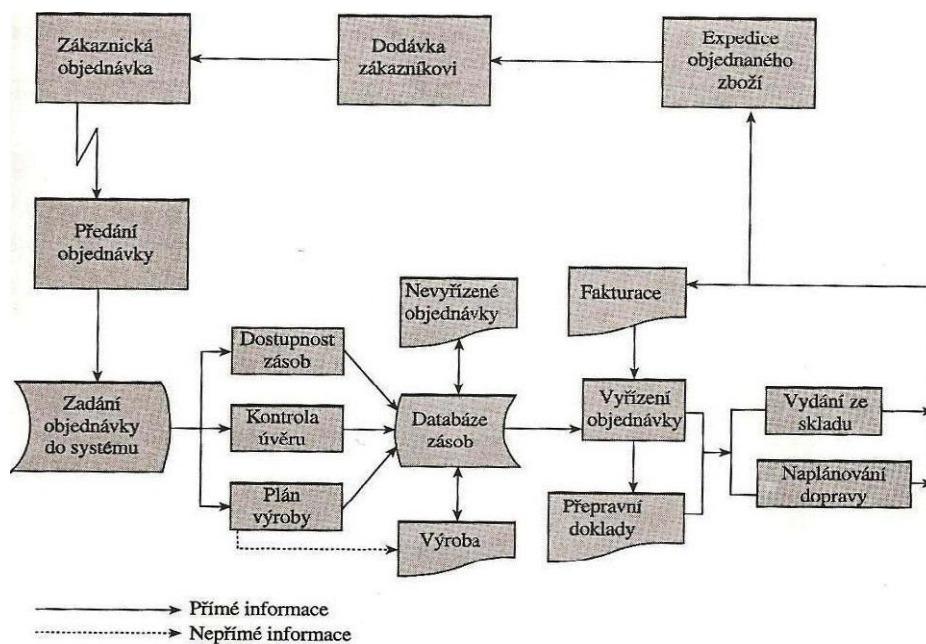 Zákaznická
objednávka
Dodávka
zákazníkovi
Expedice
objednaného
zboží
Předání
objednávky
Nevyřízené
objednávky
Fakturace
Dostupnost
zásob
Zadání
objednávky
do systému
Kontrola
úvěru
Databáze
zásob
Vyřízení
objednávky
Vydání ze
skladu
Plán
výroby
Výroba
Přepravní
doklady
Naplánování
dopravy
Přímé informace
Nepřímé informace